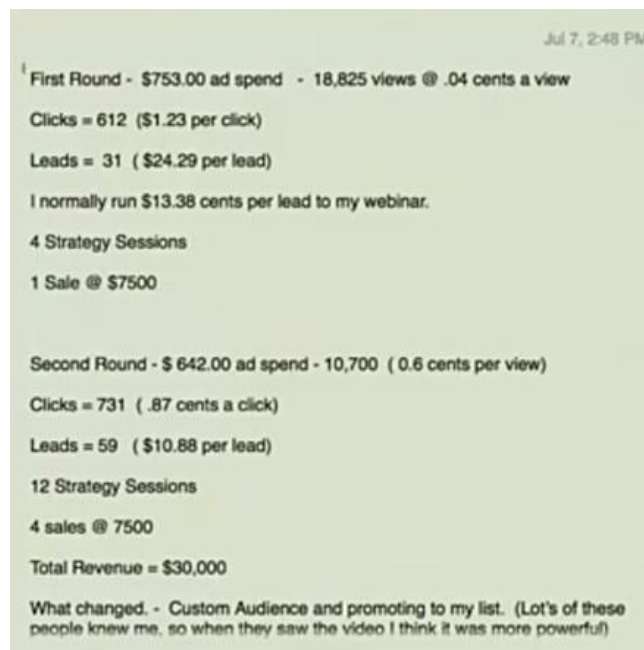 Jul 7, 2:48 PM
First Round - $753.00 ad spend - 18,825 views @ .04 cents a view
Clicks = 612 ($1.23 per click)
Leads = 31 ( $24.29 per lead)
I normally run $13.38 cents per lead to my webinar.
4 Strategy Sessions
1 Sale @ $7500
Second Round - $ 642.00 ad spend - 10,700 ( 0.6 cents per view)
Clicks = 731 ( .87 cents a click)
Leads = 59 ( $10.88 per lead)
12 Strategy Sessions
4 sales @ 7500
Total Revenue = $30,000
What changed. - Custom Audience and promoting to my list. (Lot's of these
people knew me, so when they saw the video I think it was more powerful)